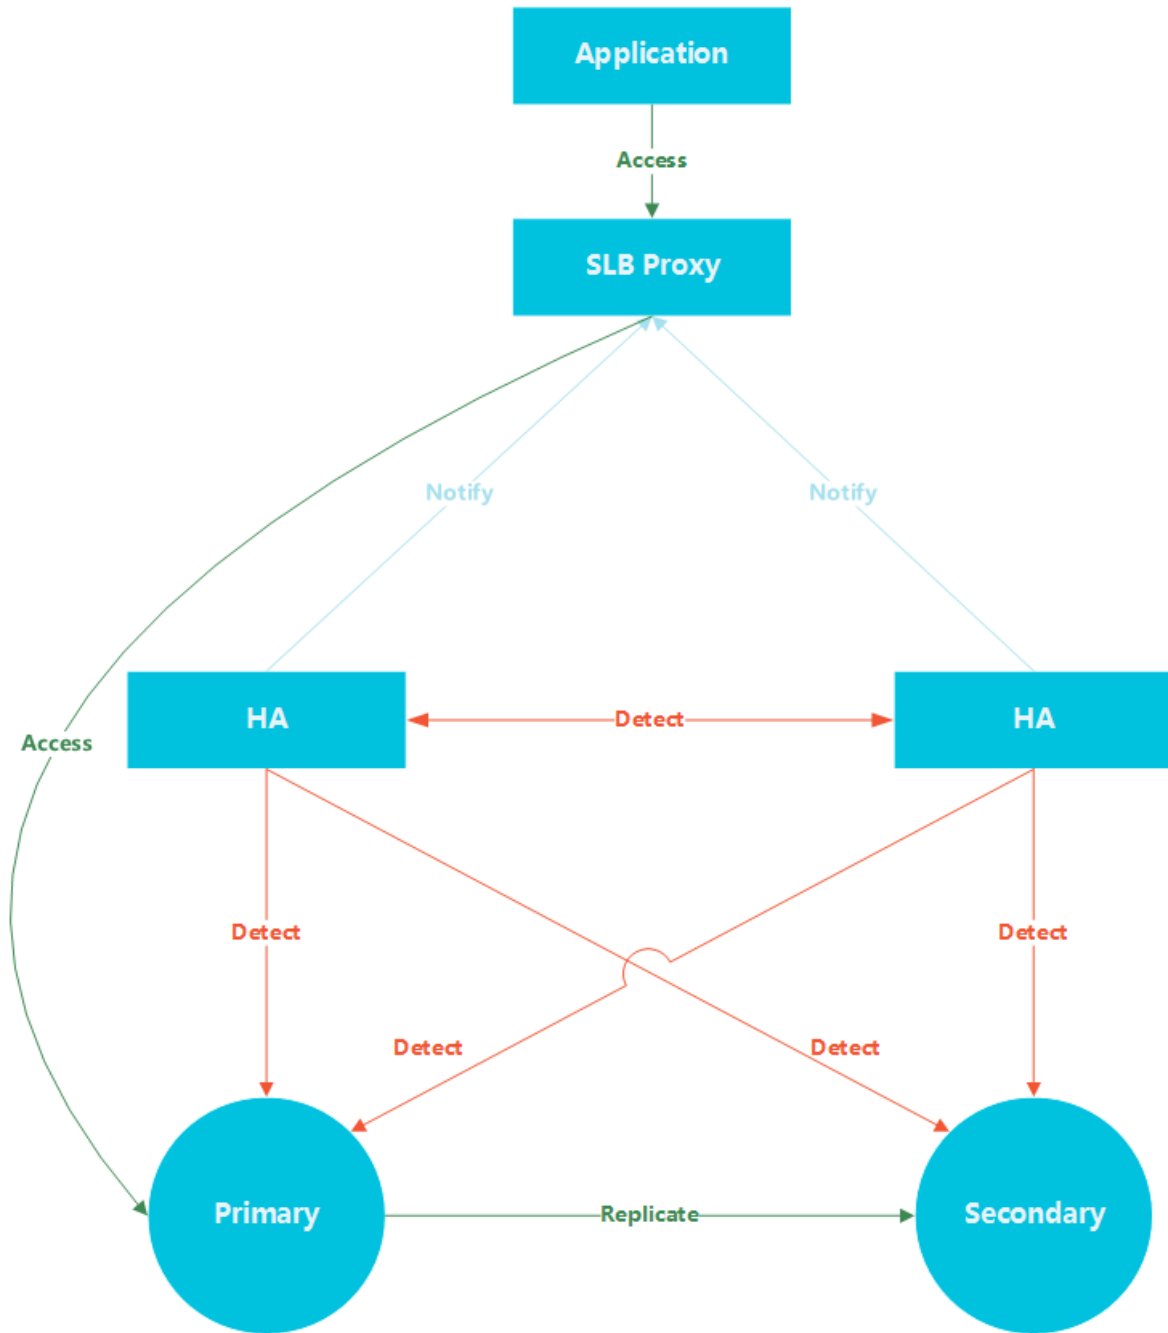 Application
Access
SLB Proxy
Notify
Notify
HA
Detect
HA
Access
Detect
Detect
Detect
Detect
Primary
Replicate
Secondary